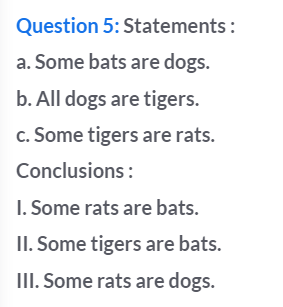 Question 5: Statements :
a. Some bats are dogs.
b. All dogs are tigers.
c. Some tigers are rats.
Conclusions :
I. Some rats are bats.
II. Some tigers are bats.
III. Some rats are dogs.